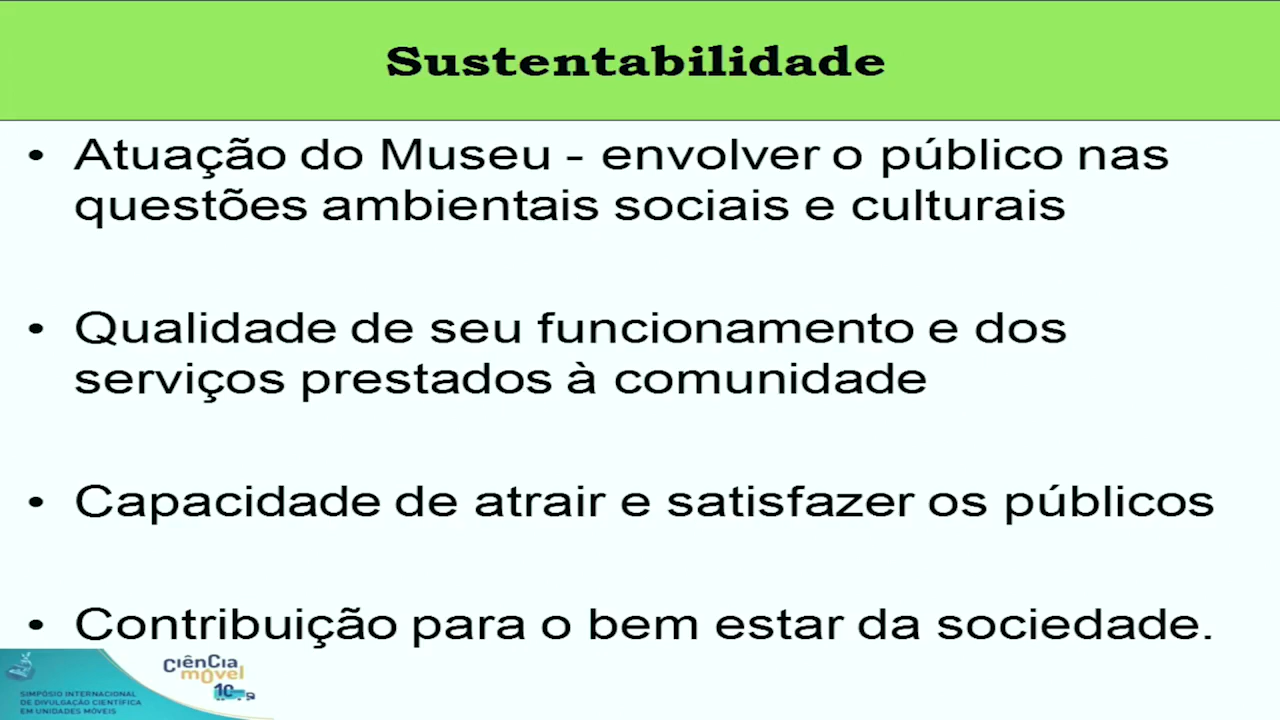 Sustentabilidade
• Atuação do Museu - envolver o público nas
questões ambientais sociais e culturais
• Qualidade de seu funcionamento e dos
serviços prestados à comunidade
• Capacidade de atrair e satisfazer os públicos
• Contribuição para o bem estar da sociedade.
CiênCia
móvel
10
SIMPÓSIO INTERNACIONAL
DE DIVULGAÇÃO CIENTÍFICA
EM UNIDADES MÓVEIS